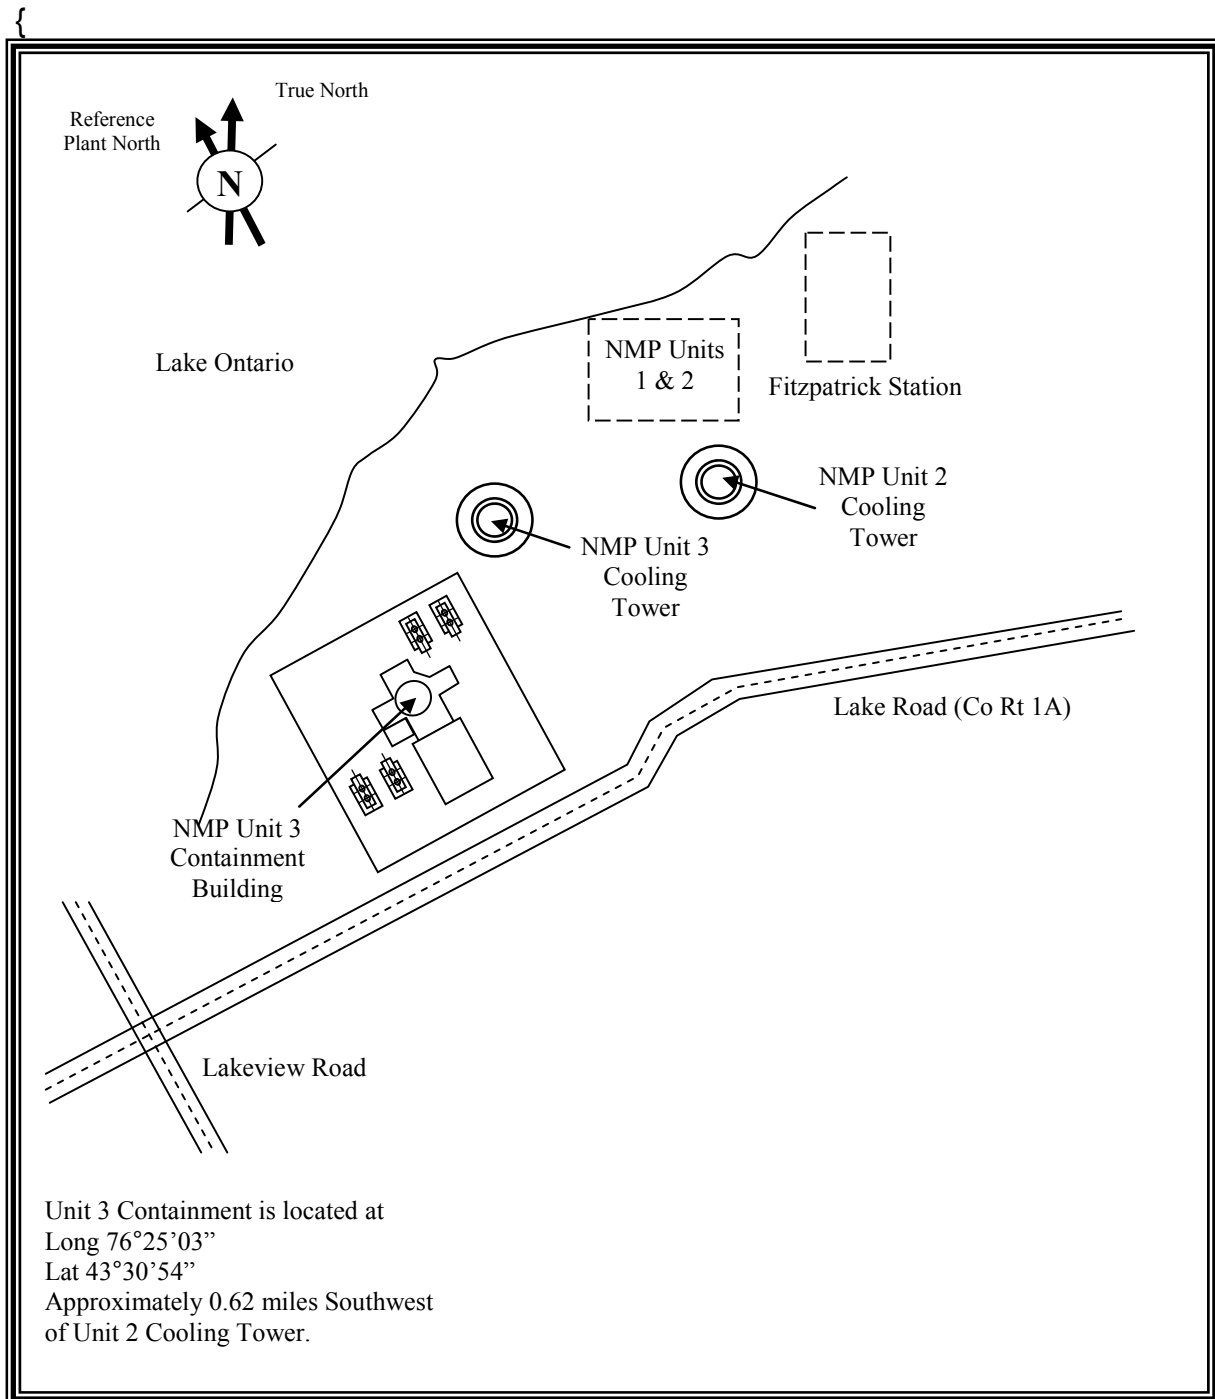 {
True North
Reference
Plant North
N
Lake Ontario
NMP Units
1 & 2
Fitzpatrick Station
NMP Unit 2
Cooling
Tower
NMP Unit 3
Cooling
Tower
Lake Road (Co Rt 1A)
NMP Unit 3
Containment
Building
Lakeview Road
Unit 3 Containment is located at
Long 76°25’03”
Lat 43°30’54”
Approximately 0.62 miles Southwest
of Unit 2 Cooling Tower.